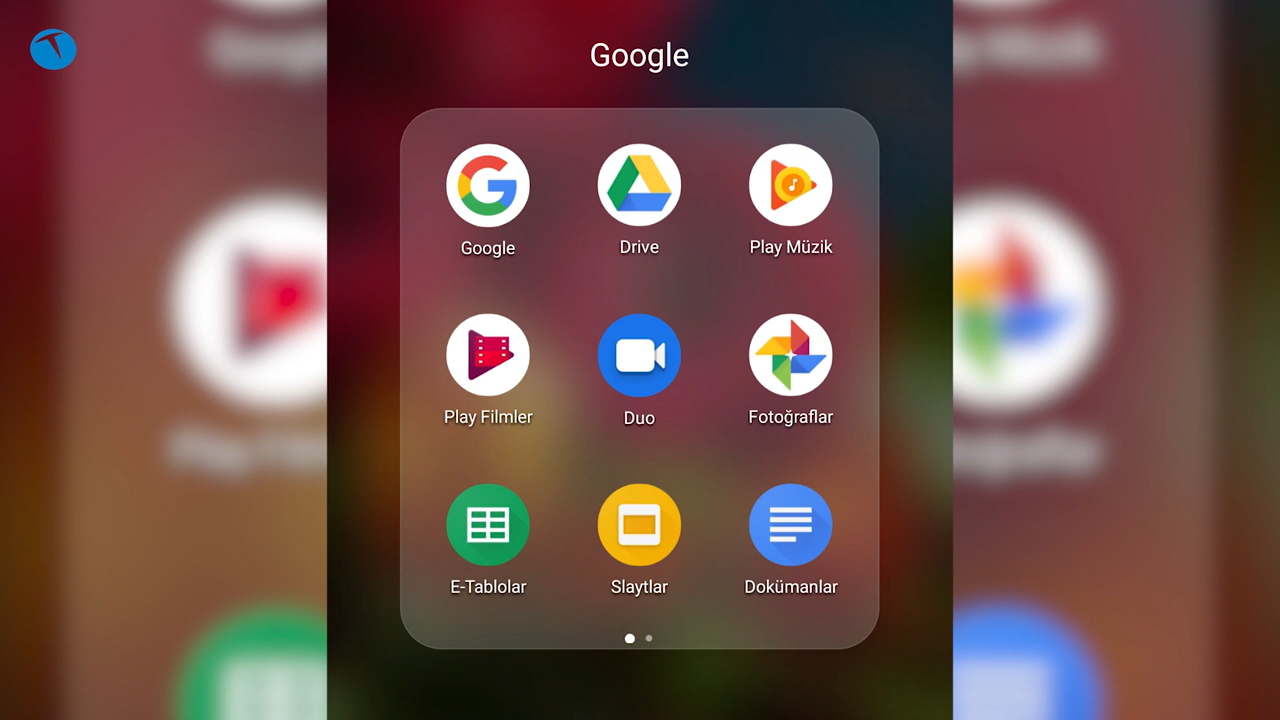 Google
Google
Drive
Play Müzik
Play Filmler
Duo
Fotoğraflar
E-Tablolar
Slaytlar
Dokümanlar